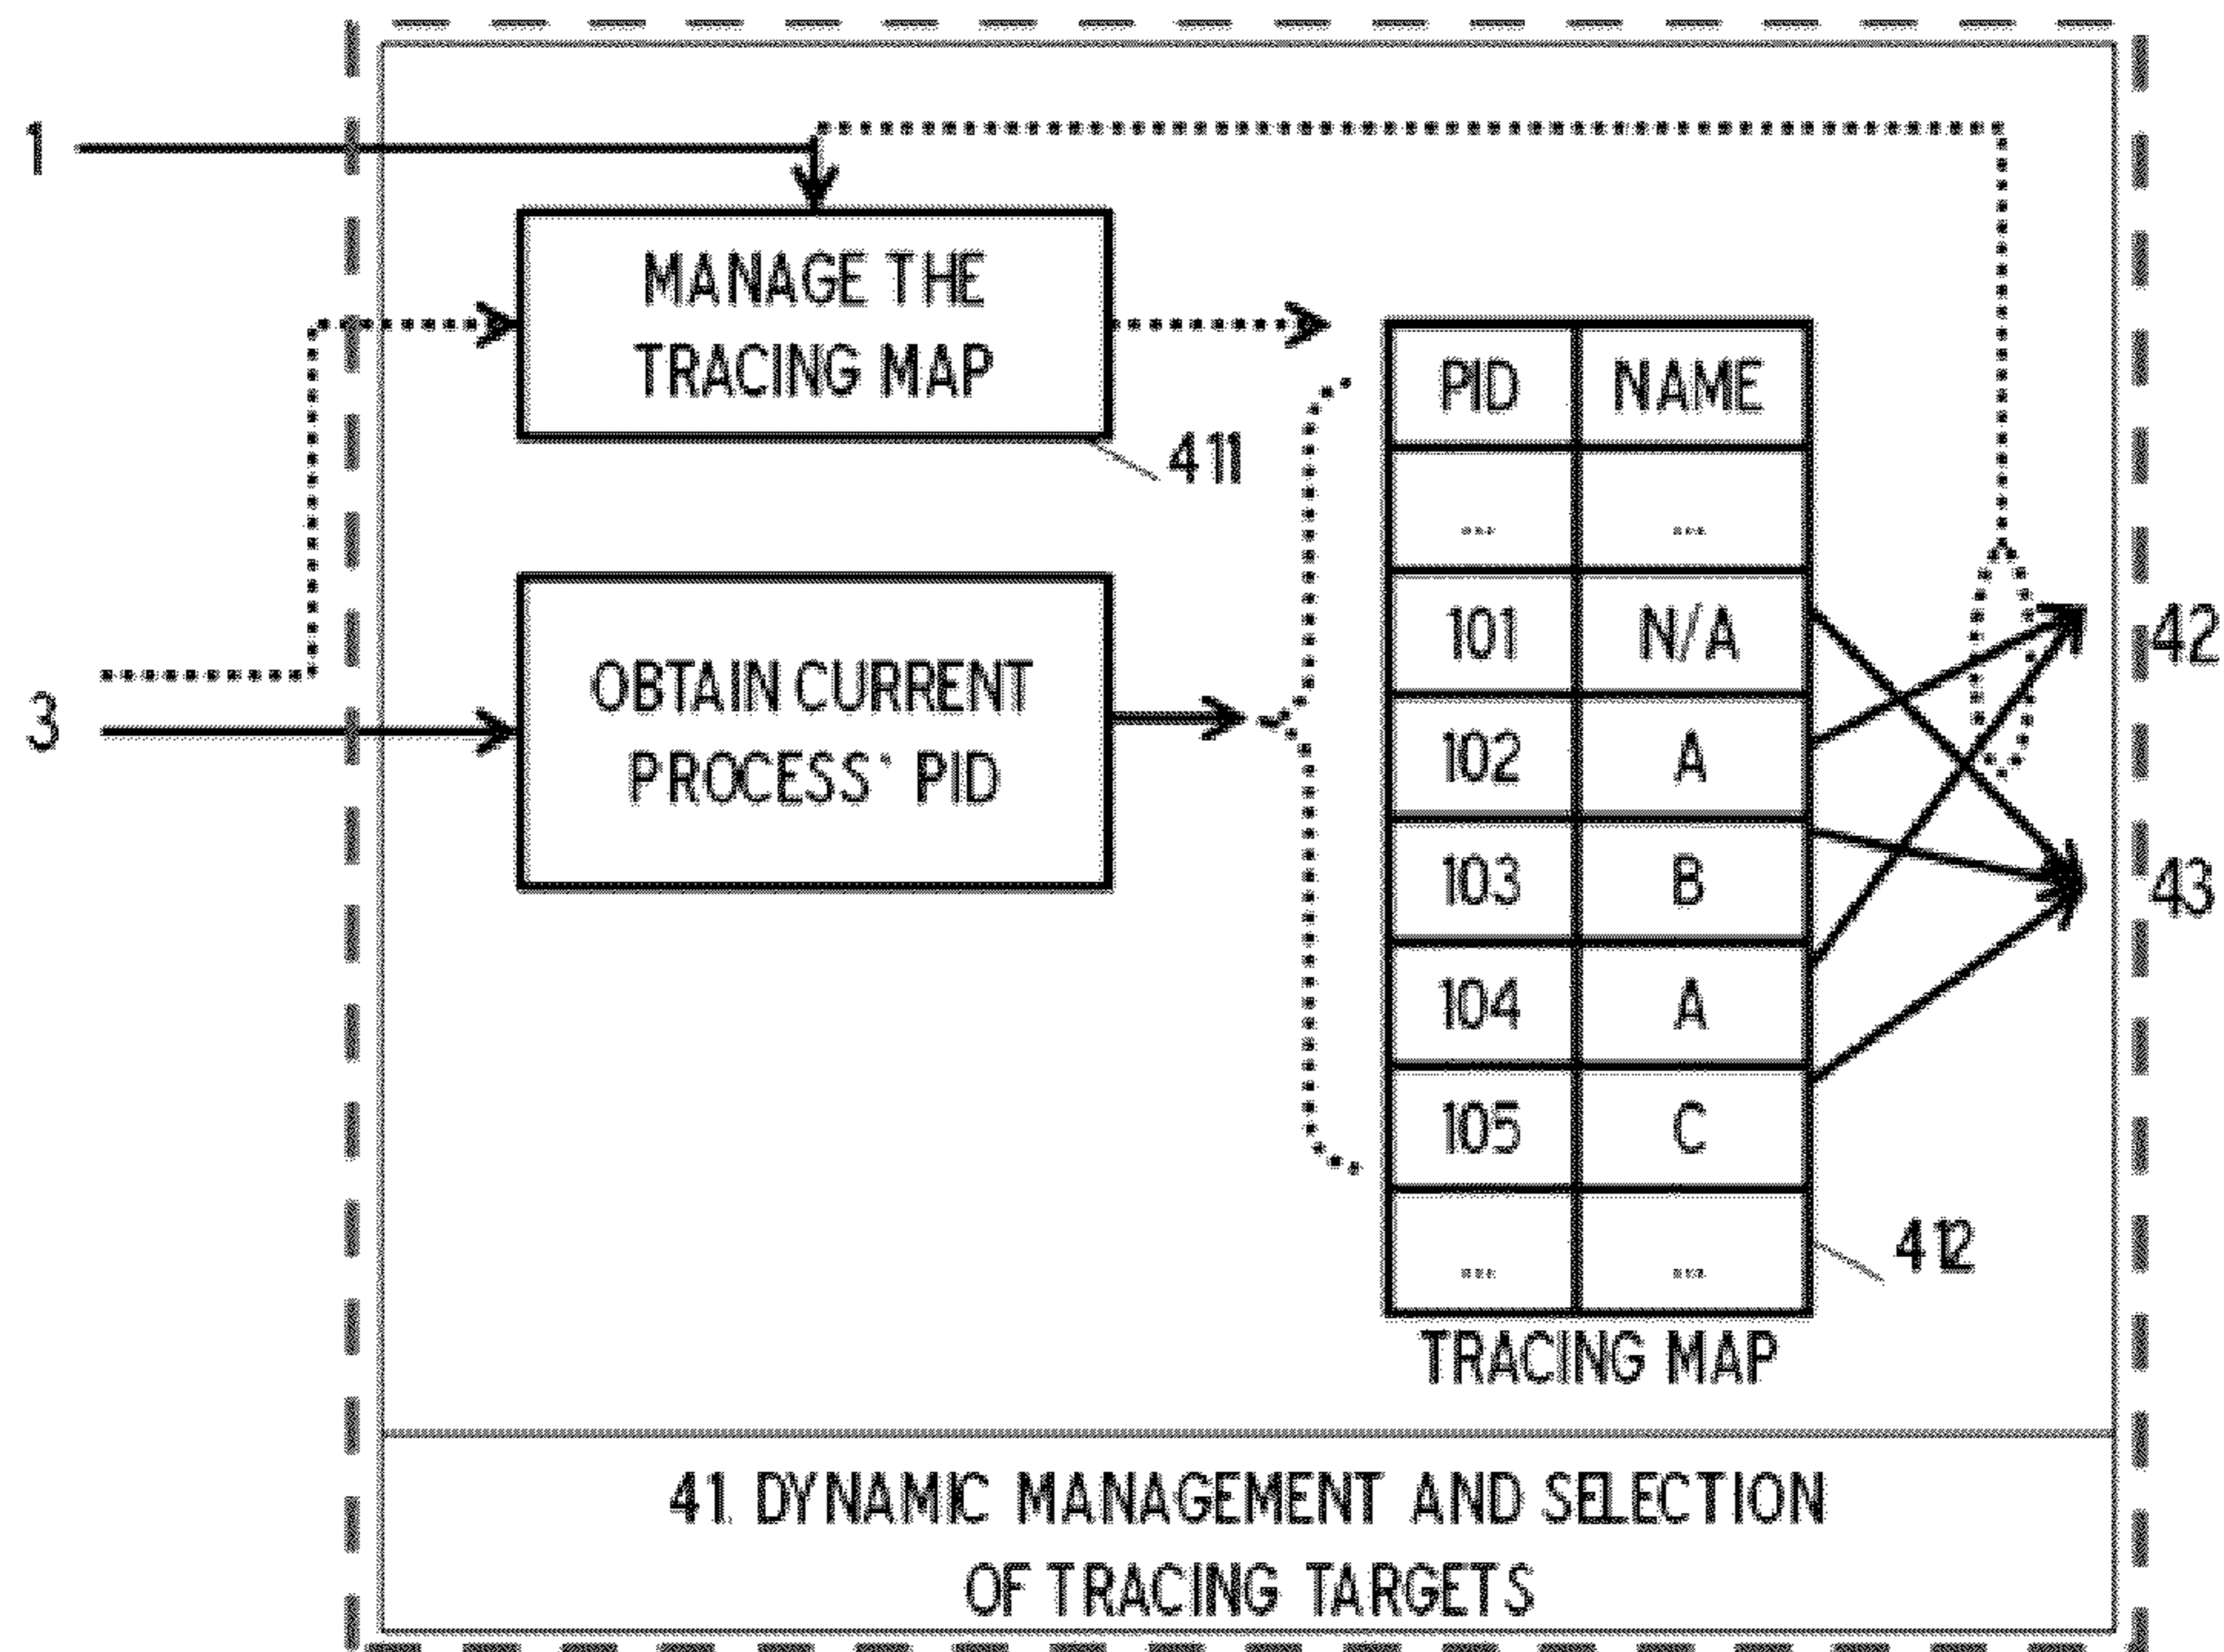 1
MANAGE THE
TRACING MAP
411
3
OBTAIN CURRENT
PROCESS' PID
PID NAME
... ...
101 N/A
102 A
103 B
104 A
105 C
... ...
412
TRACING MAP
42
43
41 DYNAMIC MANAGEMENT AND SELECTION
OF TRACING TARGETS